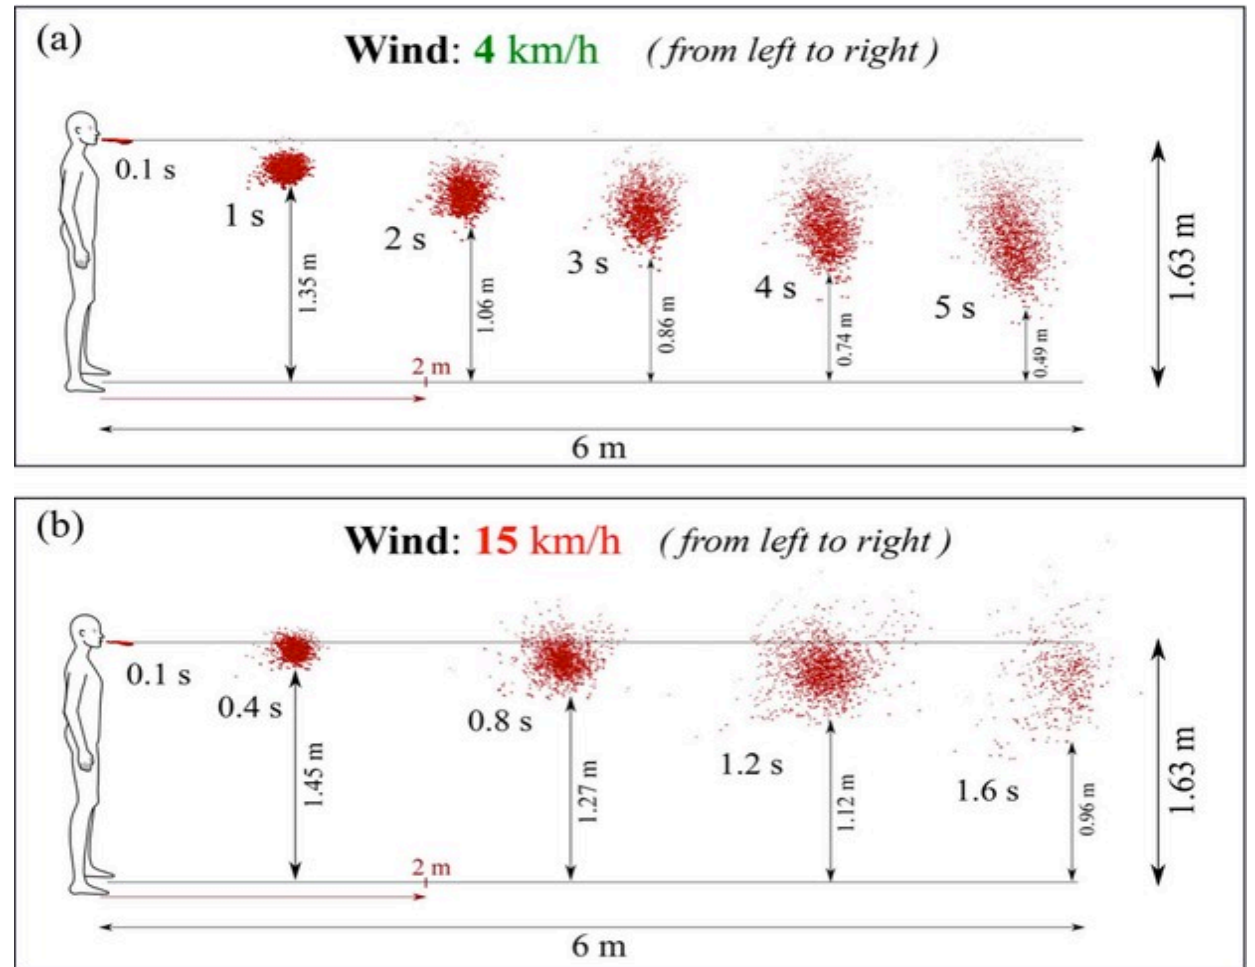 (a)
Wind: 4 km/h ( from left to right )
0.1 s
1 s
2 s
3 s
4 s
5 s
1.35 m
1.06 m
0.86 m
0.74 m
0.49 m
1.63 m
2 m
6 m
(b)
Wind: 15 km/h ( from left to right )
0.1 s
0.4 s
0.8 s
1.2 s
1.6 s
1.45 m
1.27 m
1.12 m
0.96 m
1.63 m
2 m
6 m